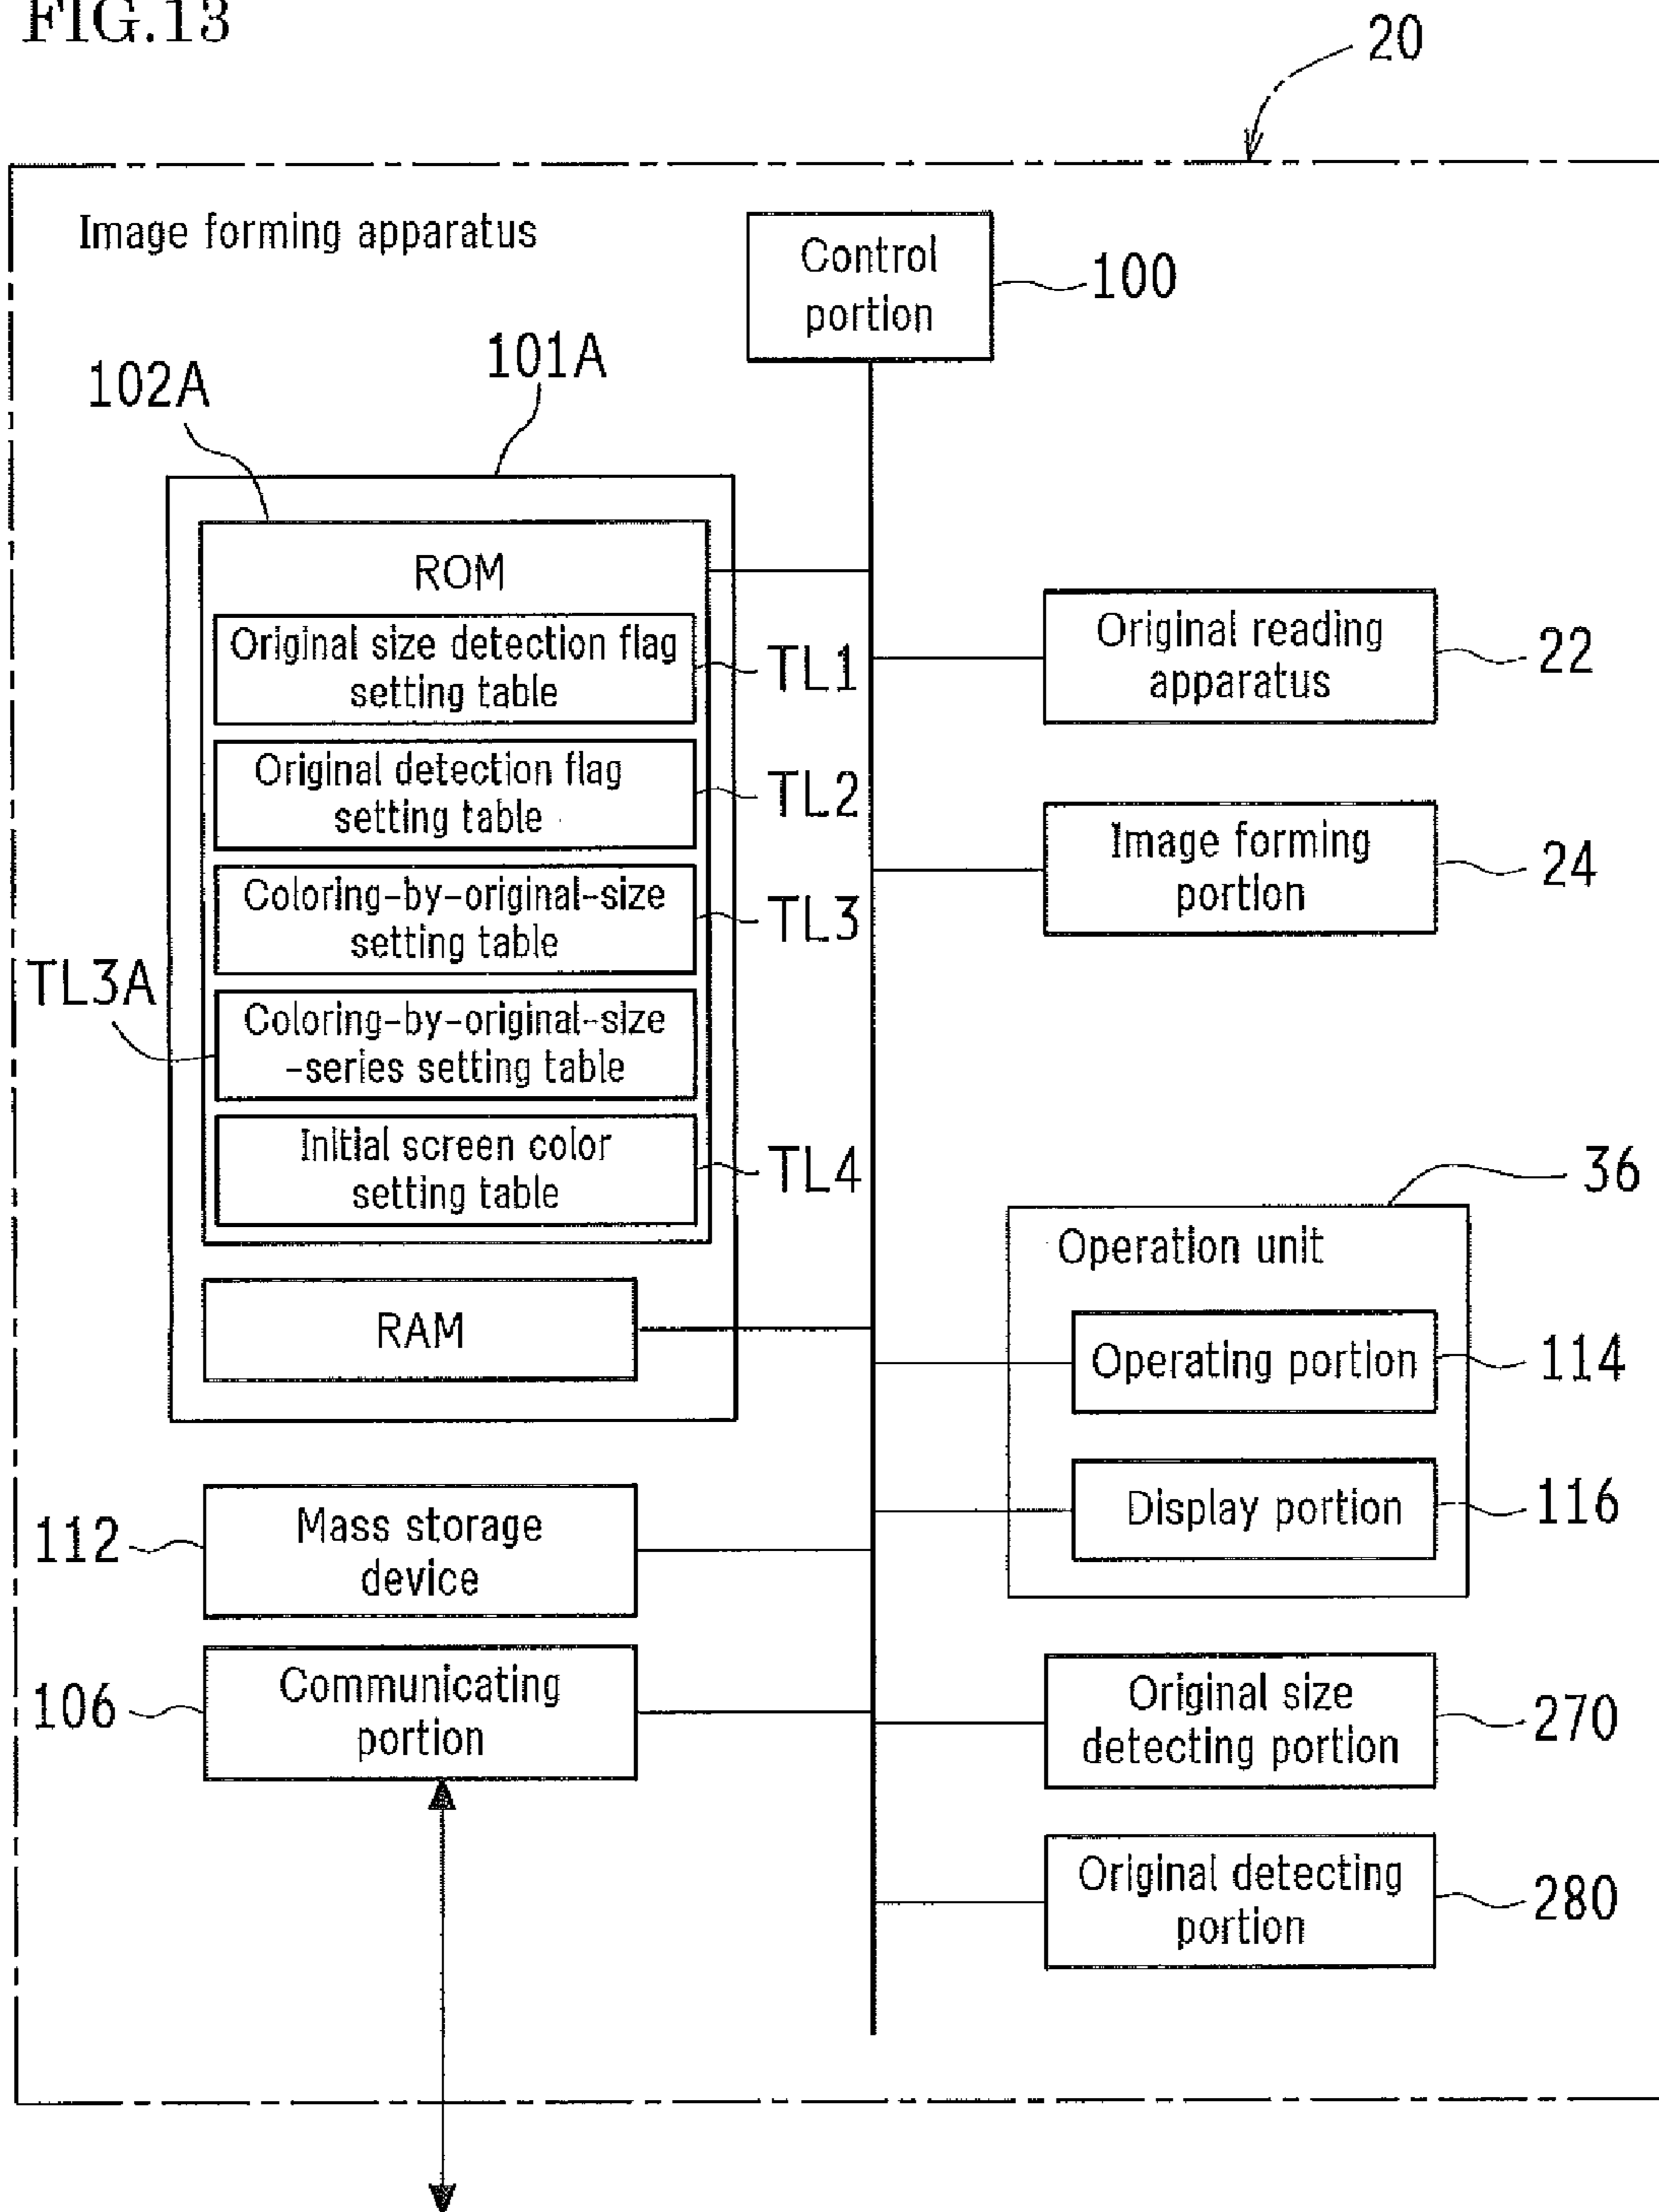 FIG.13
20
Image forming apparatus
Control
portion
100
101A
102A
ROM
Original size detection flag
setting table
TL1
Original detection flag
setting table
TL2
Coloring-by-original-size
setting table
TL3
TL3A
Coloring-by-original-size
-series setting table
Initial screen color
setting table
TL4
RAM
Original reading
apparatus
22
Image forming
portion
24
36
Operation unit
Operating portion
114
Display portion
116
112
Mass storage
device
106
Communicating
portion
Original size
detecting portion
270
Original detecting
portion
280